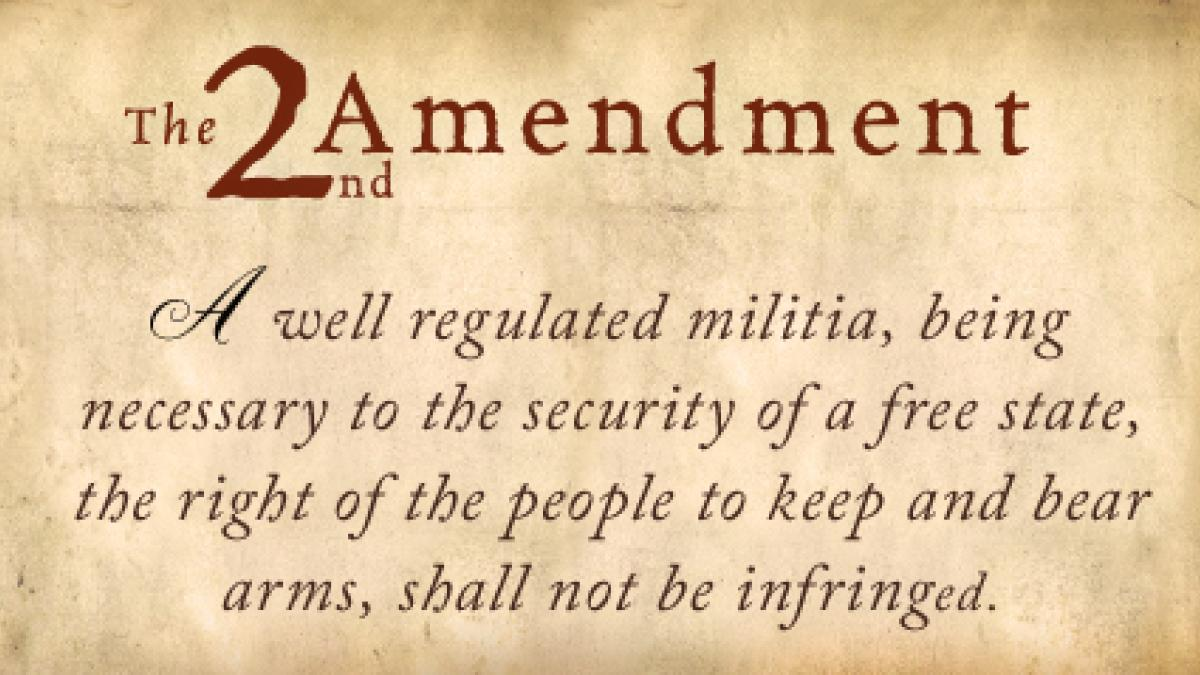 The 2nd Amendment
A well regulated militia, being
necessary to the security of a free state,
the right of the people to keep and bear
arms, shall not be infringed.